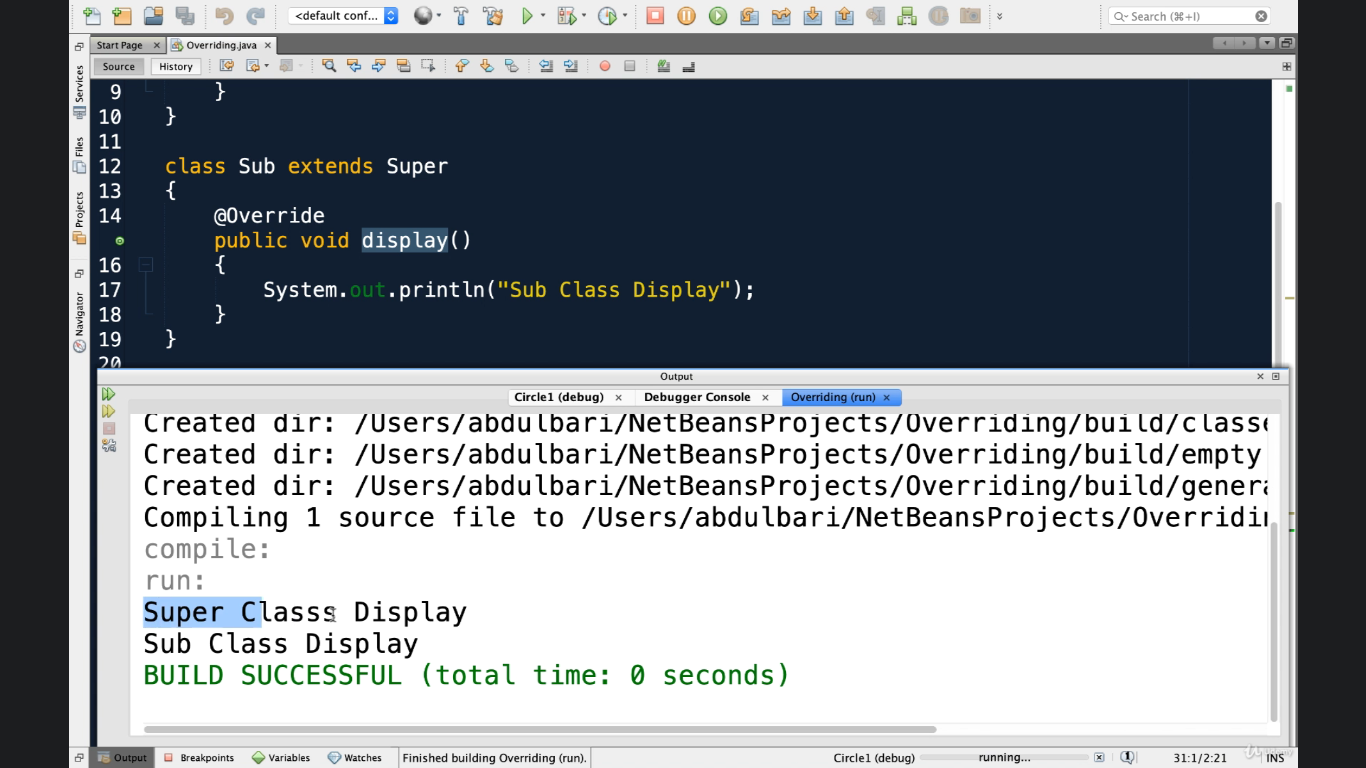 <default conf...
Search (⌘+I)
Start Page
Overriding.java
Source
History
Services
Files
Projects
Navigator
9 }
10 }
11
12 class Sub extends Super
13 {
14 @Override
public void display()
16 {
17 System.out.println("Sub Class Display");
18 }
19 }
20
Output
Circle1 (debug)
Debugger Console
Overriding (run)
Created dir: /Users/abdulbari/NetBeansProjects/Overriding/build/classe
Created dir: /Users/abdulbari/NetBeansProjects/Overriding/build/empty
Created dir: /Users/abdulbari/NetBeansProjects/Overriding/build/genera
Compiling 1 source file to /Users/abdulbari/NetBeansProjects/Overridin
compile:
run:
Super Classs Display
Sub Class Display
BUILD SUCCESSFUL (total time: 0 seconds)
Output
Breakpoints
Variables
Watches
Finished building Overriding (run).
Circle1 (debug)
running...
31:1/2:21
INS